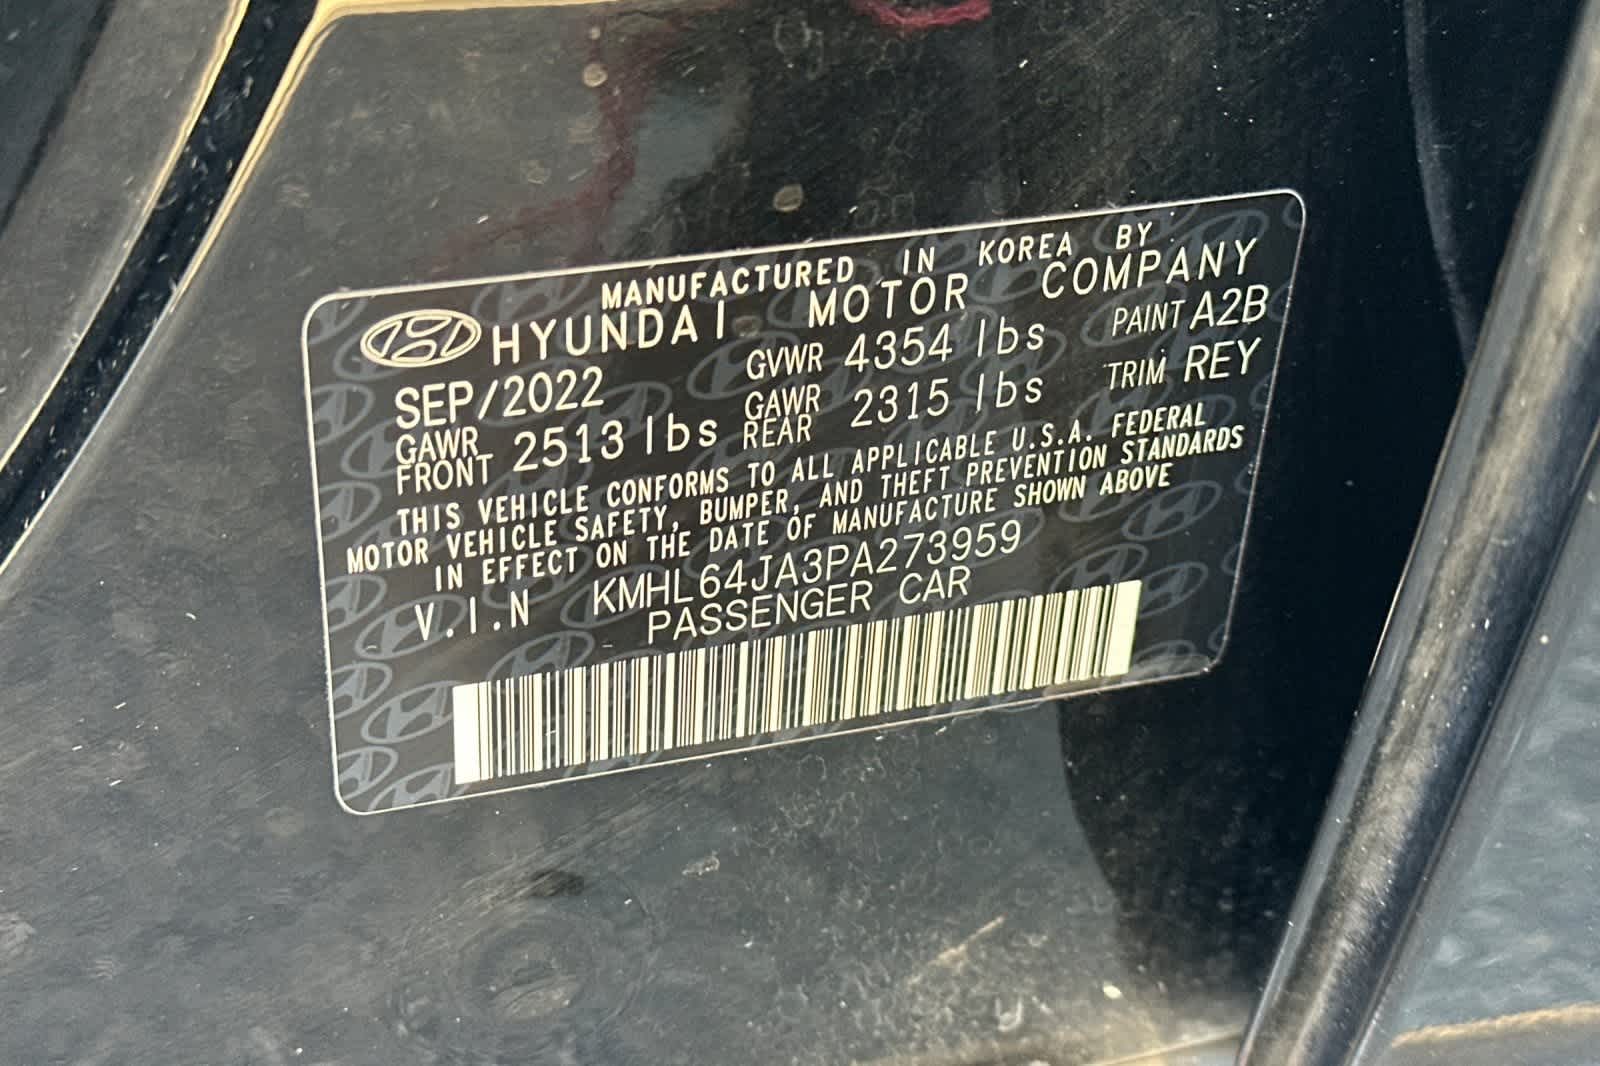 MANUFACTURED IN KOREA BY
HYUNDAI MOTOR COMPANY
SEP/2022 GVWR 4354 lbs PAINT A2B
GAWR FRONT 2513 lbs GAWR REAR 2315 lbs TRIM REY
THIS VEHICLE CONFORMS TO ALL APPLICABLE U.S.A. FEDERAL
MOTOR VEHICLE SAFETY, BUMPER, AND THEFT PREVENTION STANDARDS
IN EFFECT ON THE DATE OF MANUFACTURE SHOWN ABOVE
V.I.N KMHL64JA3PA273959
PASSENGER CAR